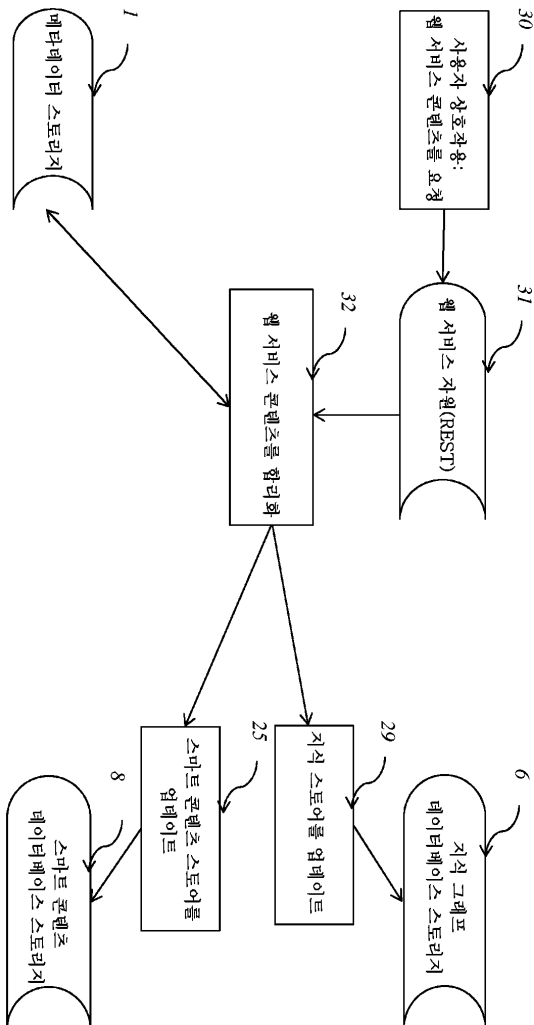 30
사용자 상호작용:
웹 서비스 콘텐츠를 요청
31
웹 서비스 자원(REST)
32
웹 서비스 콘텐츠를 합리화
1
메타데이터 스토리지
29
지식 스토어를 업데이트
6
지식 그래프
데이터베이스 스토리지
25
스마트 콘텐츠 스토어를
업데이트
8
스마트 콘텐츠
데이터베이스 스토리지